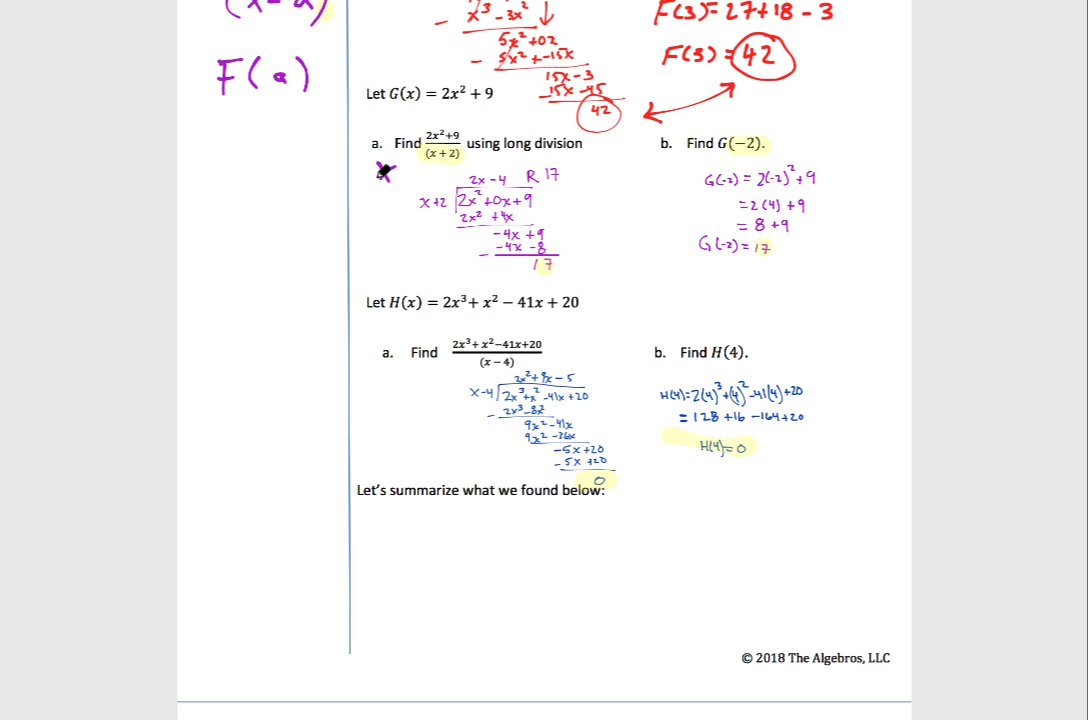 (x-a)
F(a)
- x³ - 3x²
5x² + 0x
- 5x² + -15x
15x - 3
- 15x - 45
42
F(3) = 27 + 18 - 3
F(3) = 42
Let G(x) = 2x² + 9
a. Find (2x²+9)/(x+2) using long division
2x - 4 R 17
x+2 2x² + 0x + 9
2x² + 4x
-4x + 9
- -4x - 8
17
b. Find G(−2).
G(-2) = 2(-2)² + 9
= 2(4) + 9
= 8 + 9
G(-2) = 17
Let H(x) = 2x³ + x² − 41x + 20
a. Find (2x³+x²−41x+20)/(x−4)
2x² + 9x - 5
x-4 2x³ + x² - 41x + 20
- 2x³ - 8x²
9x² - 41x
9x² - 36x
-5x + 20
- 5x + 20
0
b. Find H(4).
H(4) = 2(4)³ + (4)² - 41(4) + 20
= 128 + 16 - 164 + 20
H(4) = 0
Let's summarize what we found below:
© 2018 The Algebros, LLC